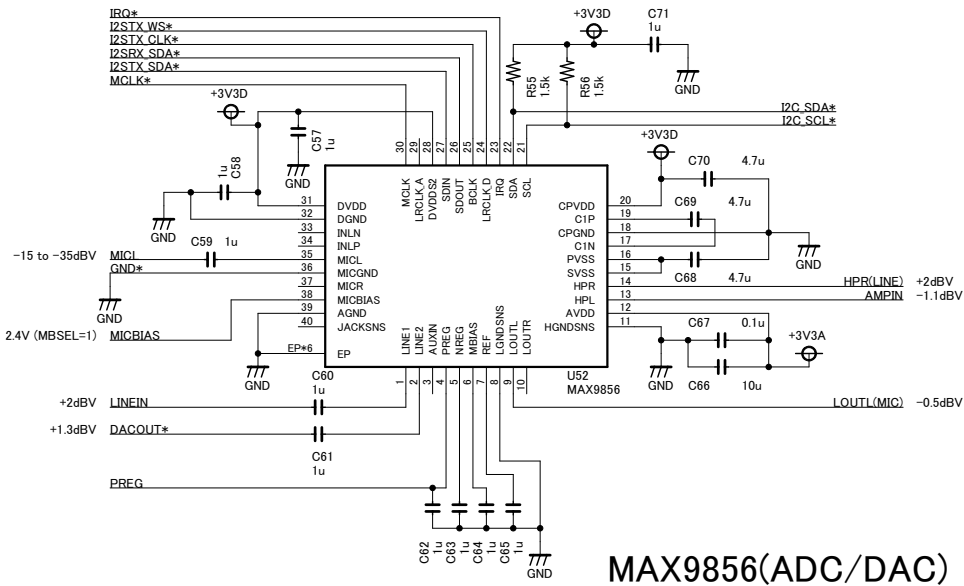 IRQ*
I2STX_WS*
I2STX_CLK*
I2SRX_SDA*
I2STX_SDA*
MCLK*
+3V3D
C71
1u
GND
R55
1.5k
R56
1.5k
I2C_SDA*
I2C_SCL*
+3V3D
C57
1u
GND
1u
C58
GND
30
29
28
27
26
25
24
23
22
21
MCLK
LRCLK_A
DVDDS2
SDIN
SDOUT
BCLK
LRCLK_D
IRQ
SDA
SCL
+3V3D
C70 4.7u
C69 4.7u
C68 4.7u
GND
31 DVDD
32 DGND
33 INLN
34 INLP
35 MICL
36 MICGND
37 MICR
38 MICBIAS
39 AGND
40 JACKSNS
EP*6 EP
CPVDD 20
C1P 19
CPGND 18
C1N 17
PVSS 16
SVSS 15
HPR 14
HPL 13
AVDD 12
HGNDSNS 11
C59 1u
-15 to -35dBV MICL
GND*
GND
2.4V (MBSEL=1) MICBIAS
GND
HPR(LINE) +2dBV
AMPIN -1.1dBV
C67 0.1u
+3V3A
GND
C66 10u
LINE1
LINE2
AUXIN
PREG
NREG
MBIAS
REF
LGNDSNS
LOUTL
LOUTR
U52
MAX9856
1
2
3
4
5
6
7
8
9
10
C60
1u
+2dBV LINEIN
LOUTL(MIC) -0.5dBV
+1.3dBV DACOUT*
C61
1u
PREG
C62 1u
C63 1u
C64 1u
C65 1u
GND
MAX9856(ADC/DAC)